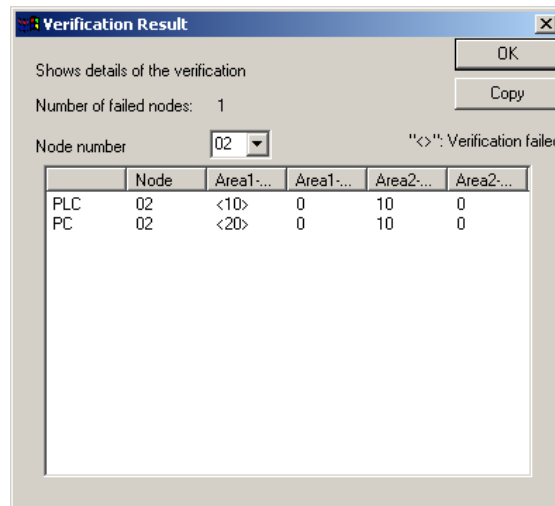 Verification Result
OK
Shows details of the verification
Copy
Number of failed nodes: 1
Node number 02 "<>": Verification failed
Node Area1-... Area1-... Area2-... Area2-...
PLC 02 <10> 0 10 0
PC 02 <20> 0 10 0